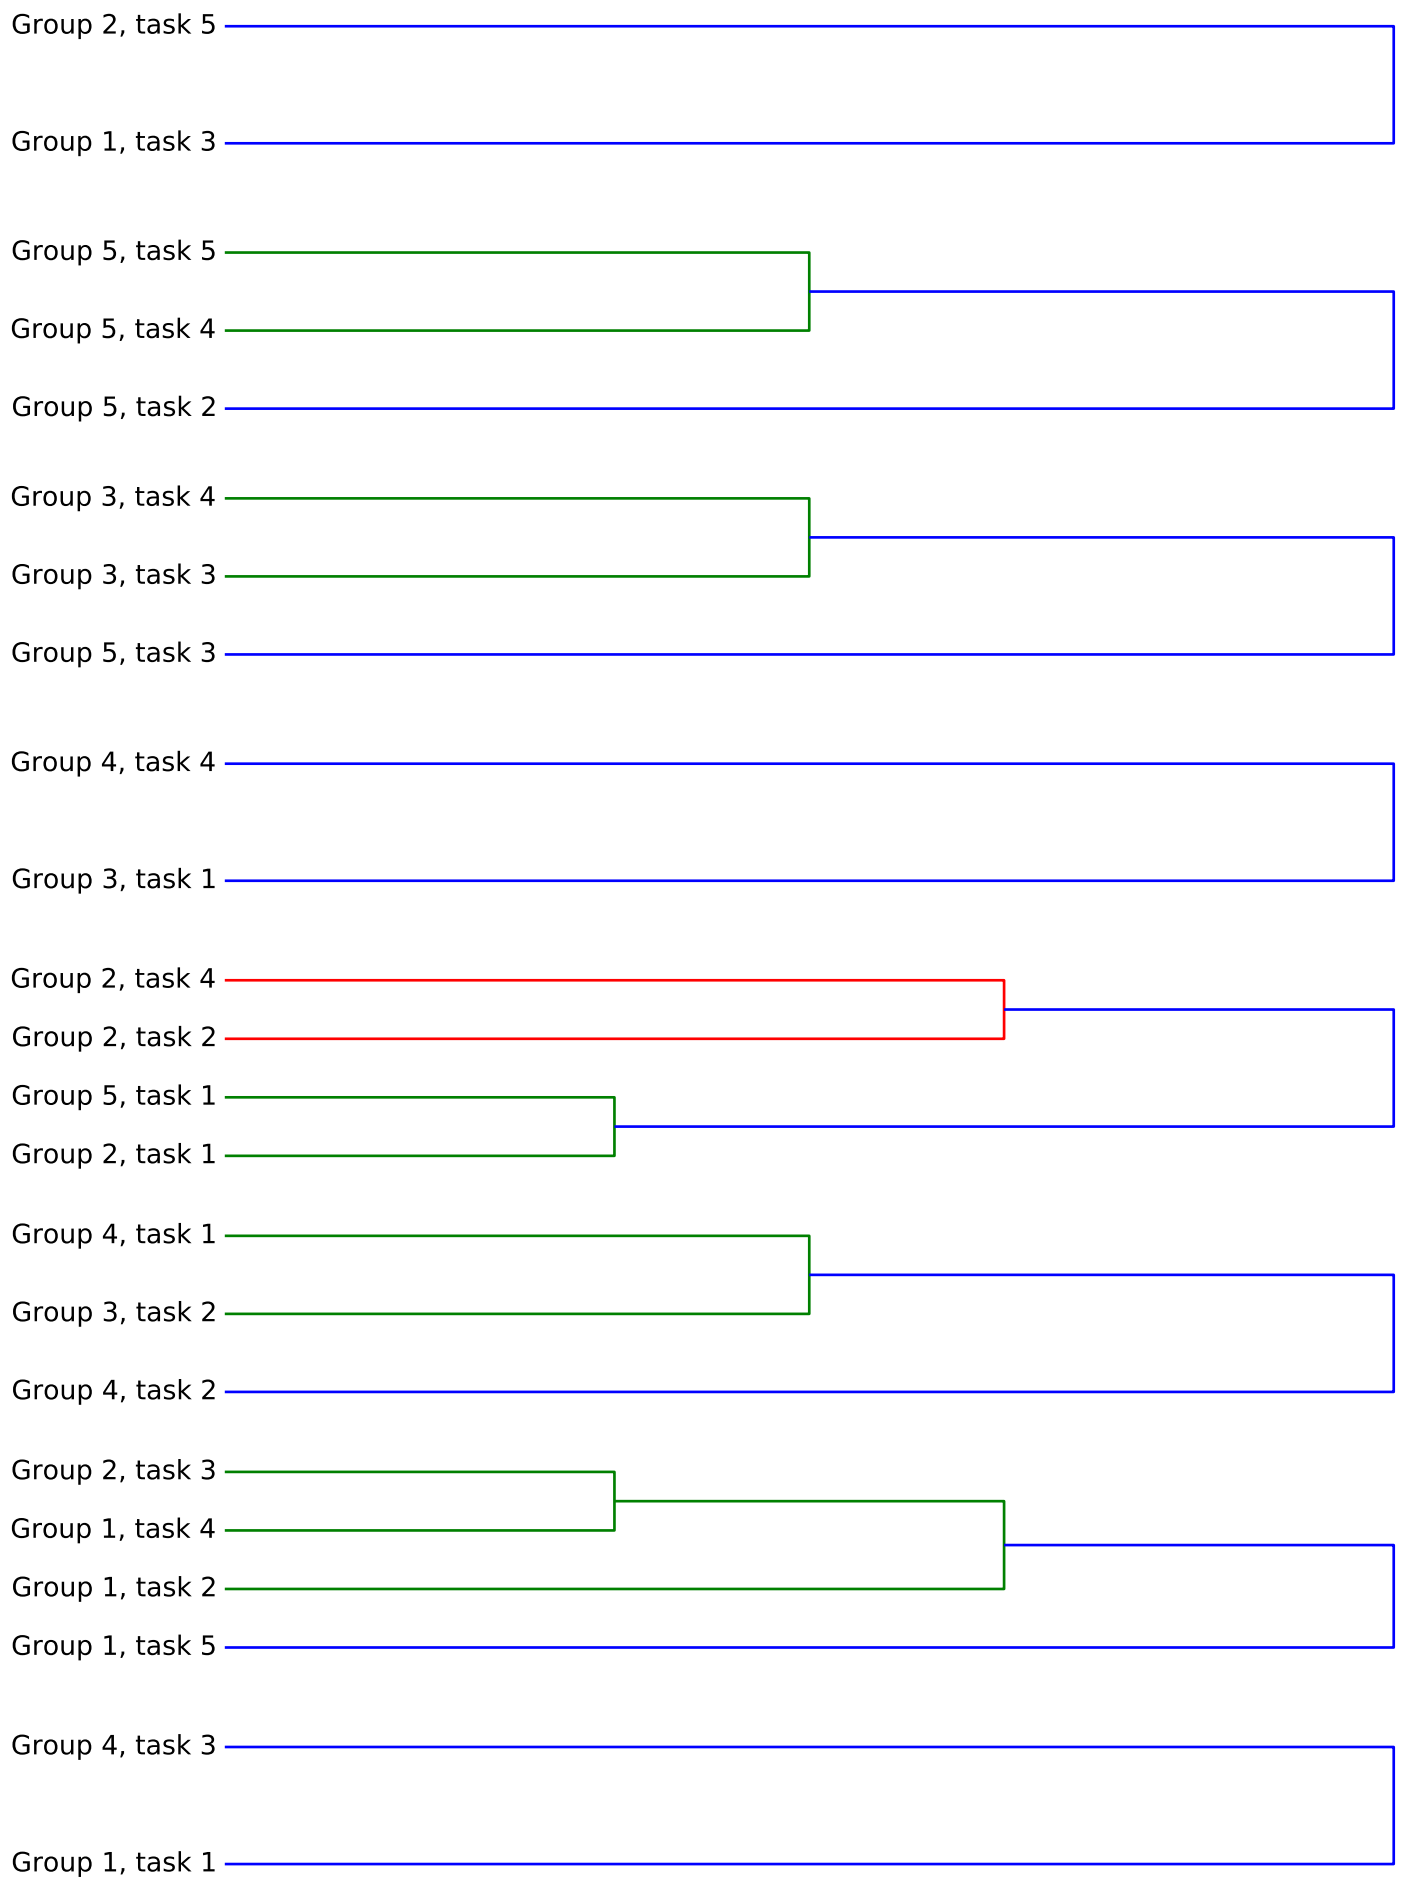 Group 2, task 5
Group 1, task 3
Group 5, task 5
Group 5, task 4
Group 5, task 2
Group 3, task 4
Group 3, task 3
Group 5, task 3
Group 4, task 4
Group 3, task 1
Group 2, task 4
Group 2, task 2
Group 5, task 1
Group 2, task 1
Group 4, task 1
Group 3, task 2
Group 4, task 2
Group 2, task 3
Group 1, task 4
Group 1, task 2
Group 1, task 5
Group 4, task 3
Group 1, task 1